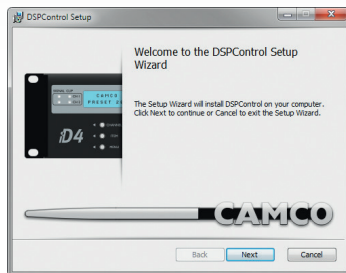 DSPControl Setup
Welcome to the DSPControl Setup
Wizard
The Setup Wizard will install DSPControl on your computer.
Click Next to continue or Cancel to exit the Setup Wizard.
CAMCO
PRESET
iD4
CAMCO
Back
Next
Cancel